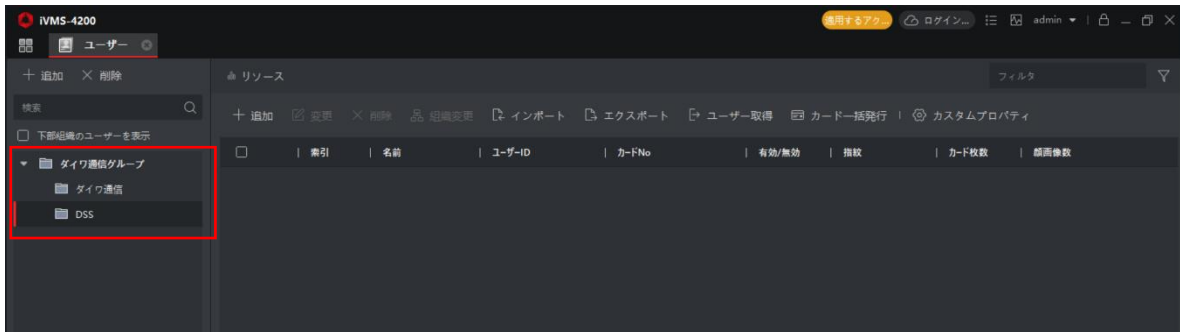 iVMS-4200
適用するアク... ログイン... admin
ユーザー
追加 削除
リソース
フィルタ
検索
追加 変更 削除 組織変更 インポート エクスポート ユーザー取得 カード一括発行 カスタムプロパティ
下部組織のユーザーを表示
索引 名前 ユーザーID カードNo 有効/無効 指紋 カード枚数 顔画像数
ダイワ通信グループ
ダイワ通信
DSS